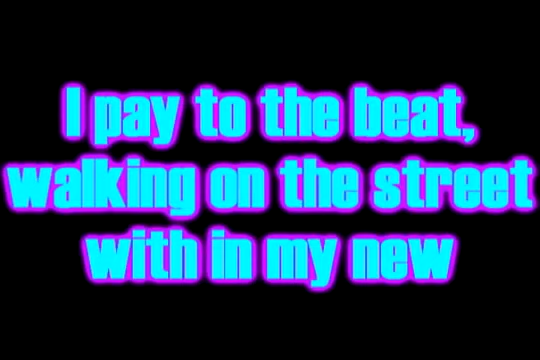 I pay to the beat,
walking on the street
with in my new